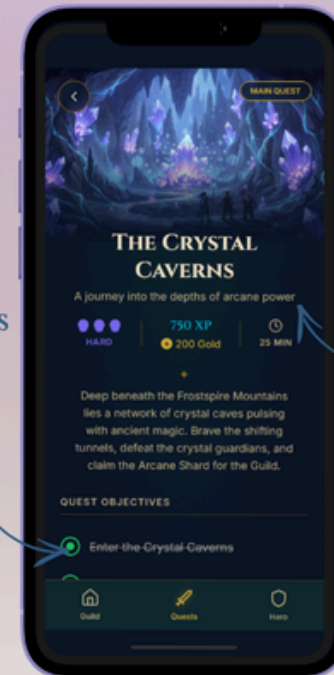 MAIN QUEST
THE CRYSTAL
CAVERNS
A journey into the depths of arcane power
HARD
750 XP
200 Gold
25 MIN
Deep beneath the Frostspire Mountains
lies a network of crystal caves pulsing
with ancient magic. Brave the shifting
tunnels, defeat the crystal guardians, and
claim the Arcane Shard for the Guild.
QUEST OBJECTIVES
Enter the Crystal Caverns
Guild
Quests
Hero